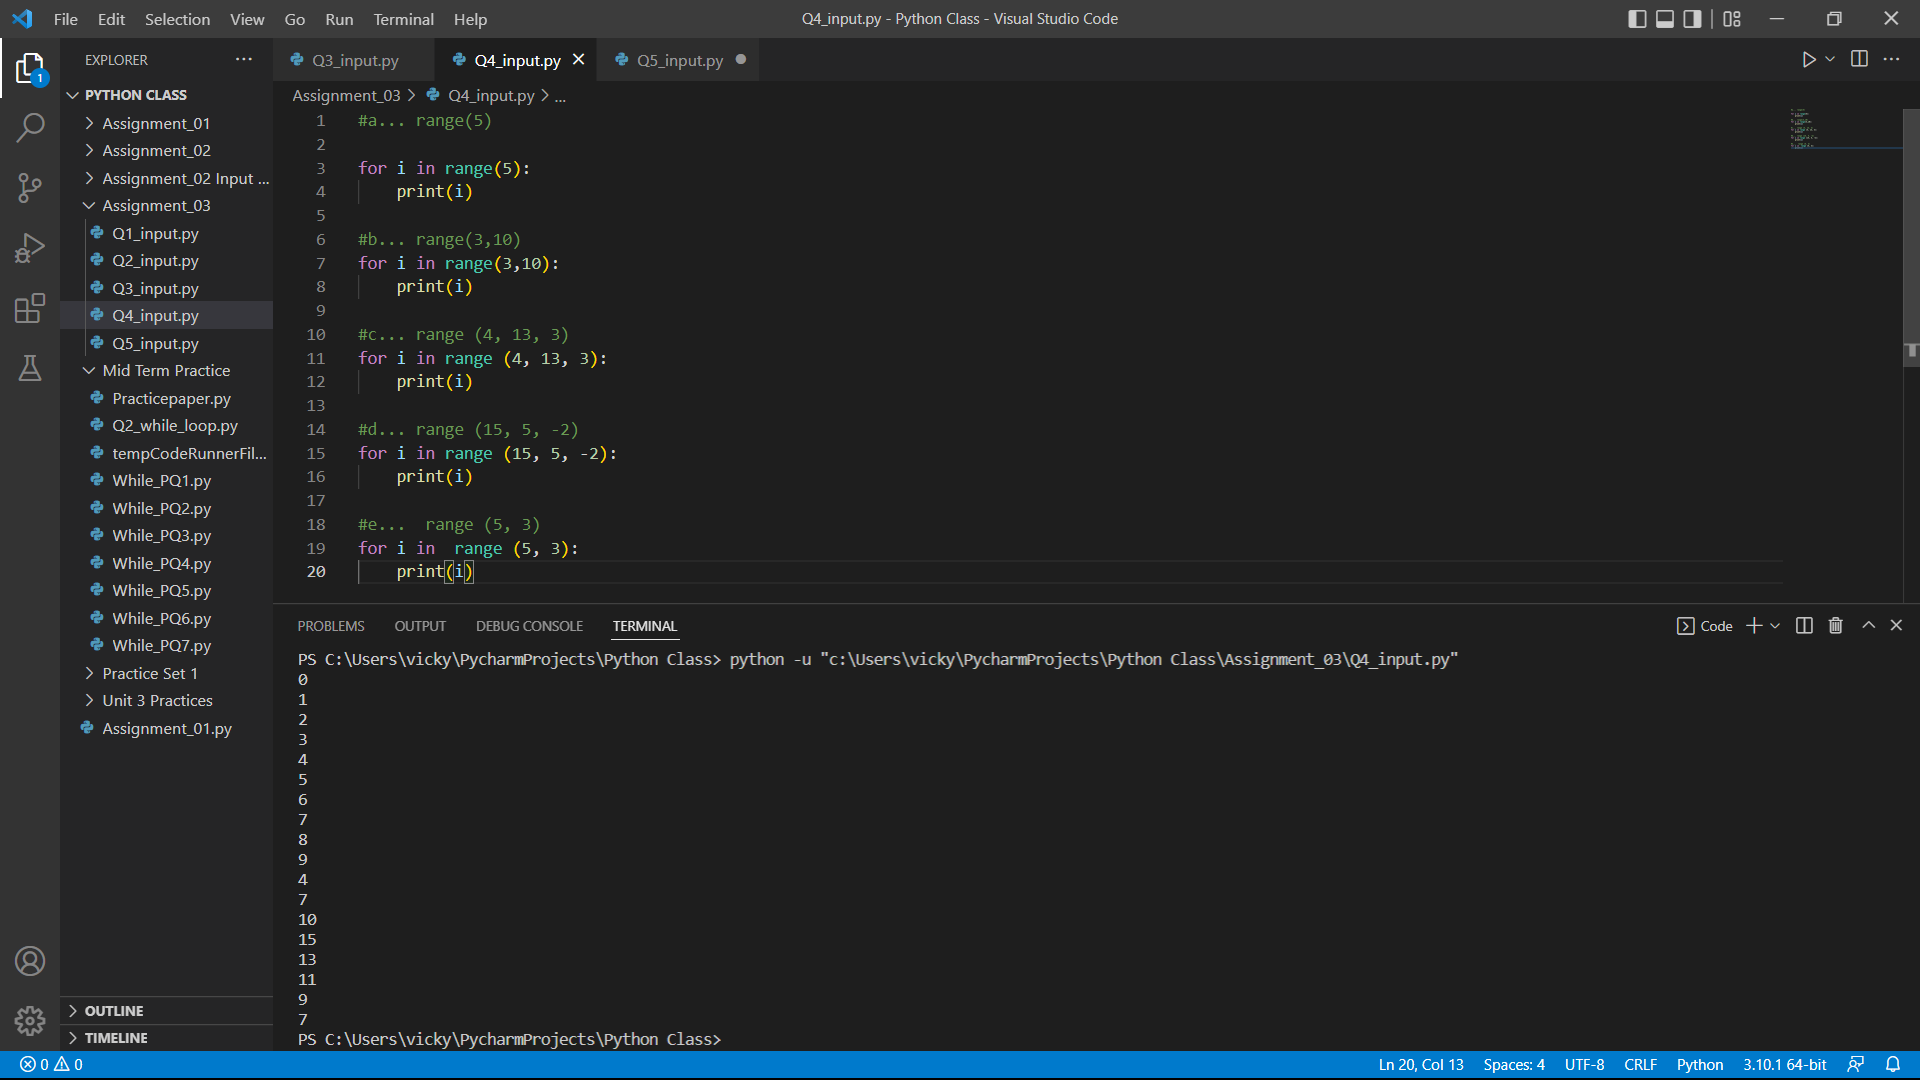 File Edit Selection View Go Run Terminal Help
Q4_input.py - Python Class - Visual Studio Code
EXPLORER
1
PYTHON CLASS
Assignment_01
Assignment_02
Assignment_02 Input ...
Assignment_03
Q1_input.py
Q2_input.py
Q3_input.py
Q4_input.py
Q5_input.py
Mid Term Practice
Practicepaper.py
Q2_while_loop.py
tempCodeRunnerFil...
While_PQ1.py
While_PQ2.py
While_PQ3.py
While_PQ4.py
While_PQ5.py
While_PQ6.py
While_PQ7.py
Practice Set 1
Unit 3 Practices
Assignment_01.py
OUTLINE
TIMELINE
Q3_input.py Q4_input.py Q5_input.py
Assignment_03 > Q4_input.py > ...
1 #a... range(5)
2
3 for i in range(5):
4     print(i)
5
6 #b... range(3,10)
7 for i in range(3,10):
8     print(i)
9
10 #c... range (4, 13, 3)
11 for i in range (4, 13, 3):
12     print(i)
13
14 #d... range (15, 5, -2)
15 for i in range (15, 5, -2):
16     print(i)
17
18 #e...  range (5, 3)
19 for i in  range (5, 3):
20     print(i)
PROBLEMS OUTPUT DEBUG CONSOLE TERMINAL
Code
PS C:\Users\vicky\PycharmProjects\Python Class> python -u "c:\Users\vicky\PycharmProjects\Python Class\Assignment_03\Q4_input.py"
0
1
2
3
4
5
6
7
8
9
4
7
10
15
13
11
9
7
PS C:\Users\vicky\PycharmProjects\Python Class>
0 0
Ln 20, Col 13 Spaces: 4 UTF-8 CRLF Python 3.10.1 64-bit